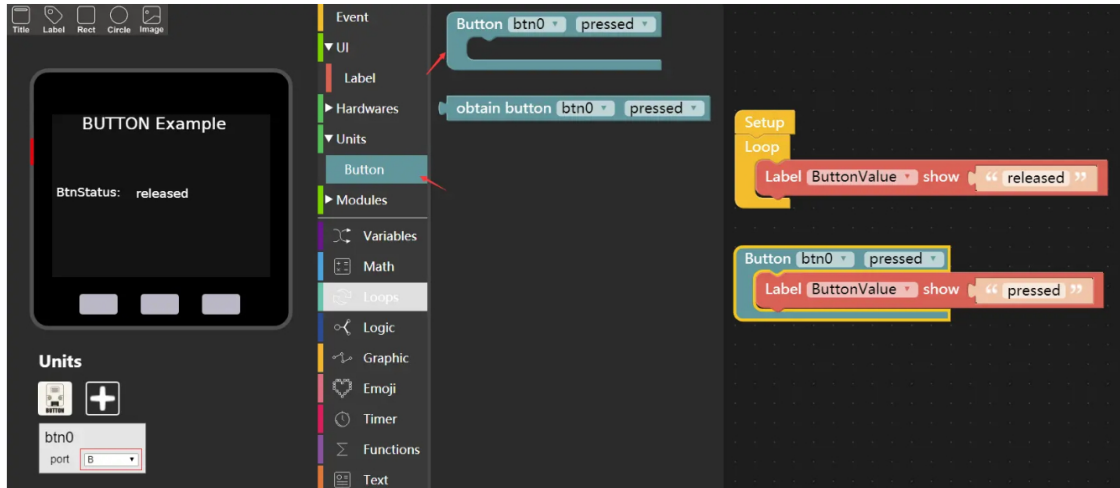 Title Label Rect Circle Image
BUTTON Example
BtnStatus: released
Units
BUTTON
btn0
port B
Event
UI
Label
Hardwares
Units
Button
Modules
Variables
Math
Loops
Logic
Graphic
Emoji
Timer
Functions
Text
Button btn0 pressed
obtain button btn0 pressed
Setup
Loop
Label ButtonValue show “ released ”
Button btn0 pressed
Label ButtonValue show “ pressed ”